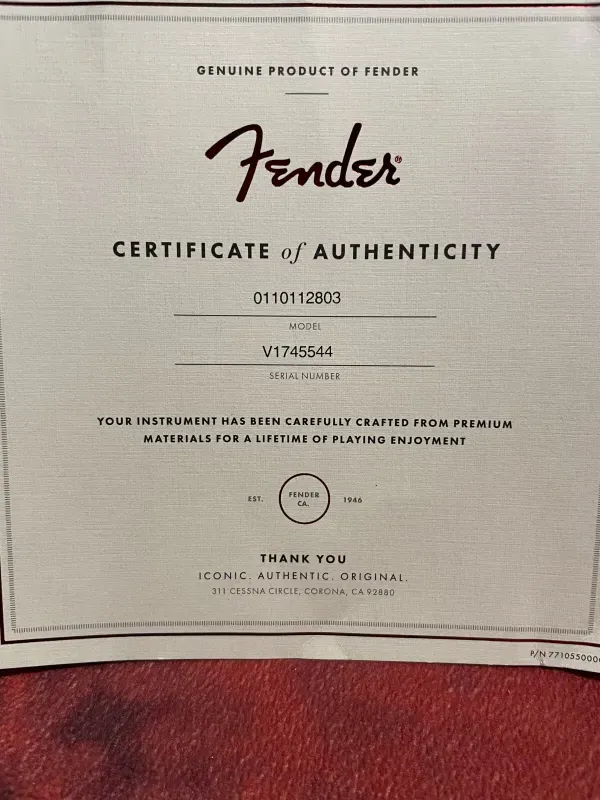 GENUINE PRODUCT OF FENDER
Fender®
CERTIFICATE of AUTHENTICITY
0110112803
MODEL
V1745544
SERIAL NUMBER
YOUR INSTRUMENT HAS BEEN CAREFULLY CRAFTED FROM PREMIUM
MATERIALS FOR A LIFETIME OF PLAYING ENJOYMENT
EST. FENDER CA. 1946
THANK YOU
ICONIC. AUTHENTIC. ORIGINAL.
311 CESSNA CIRCLE, CORONA, CA 92880
P/N 771055000